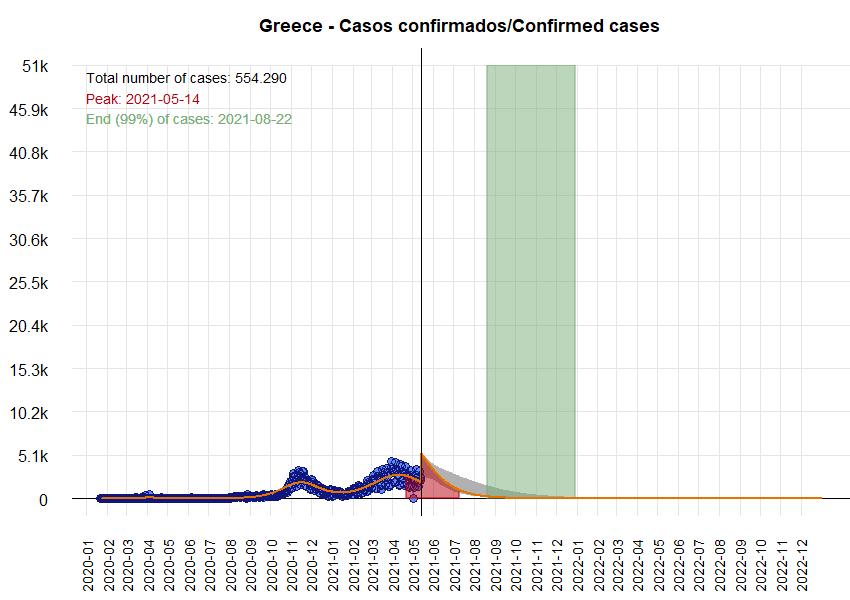 Greece - Casos confirmados/Confirmed cases
Total number of cases: 554.290
Peak: 2021-05-14
End (99%) of cases: 2021-08-22
51k
45.9k
40.8k
35.7k
30.6k
25.5k
20.4k
15.3k
10.2k
5.1k
0
2020-01
2020-02
2020-03
2020-04
2020-05
2020-06
2020-07
2020-08
2020-09
2020-10
2020-11
2020-12
2021-01
2021-02
2021-03
2021-04
2021-05
2021-06
2021-07
2021-08
2021-09
2021-10
2021-11
2021-12
2022-01
2022-02
2022-03
2022-04
2022-05
2022-06
2022-07
2022-08
2022-09
2022-10
2022-11
2022-12